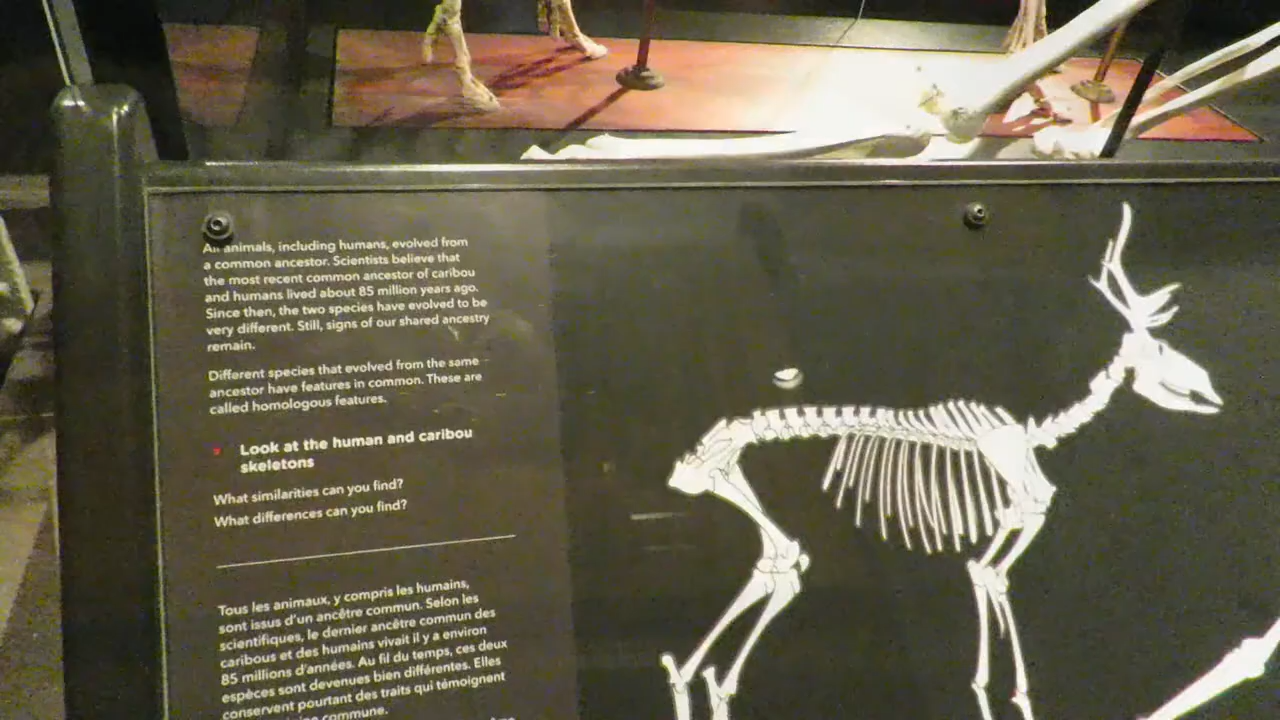 All animals, including humans, evolved from
a common ancestor. Scientists believe that
the most recent common ancestor of caribou
and humans lived about 85 million years ago.
Since then, the two species have evolved to be
very different. Still, signs of our shared ancestry
remain.
Different species that evolved from the same
ancestor have features in common. These are
called homologous features.
Look at the human and caribou
skeletons
What similarities can you find?
What differences can you find?
Tous les animaux, y compris les humains,
sont issus d'un ancêtre commun. Selon les
scientifiques, le dernier ancêtre commun des
caribous et des humains vivait il y a environ
85 millions d'années. Au fil du temps, ces deux
espèces sont devenues bien différentes. Elles
conservent pourtant des traits qui témoignent
commune.